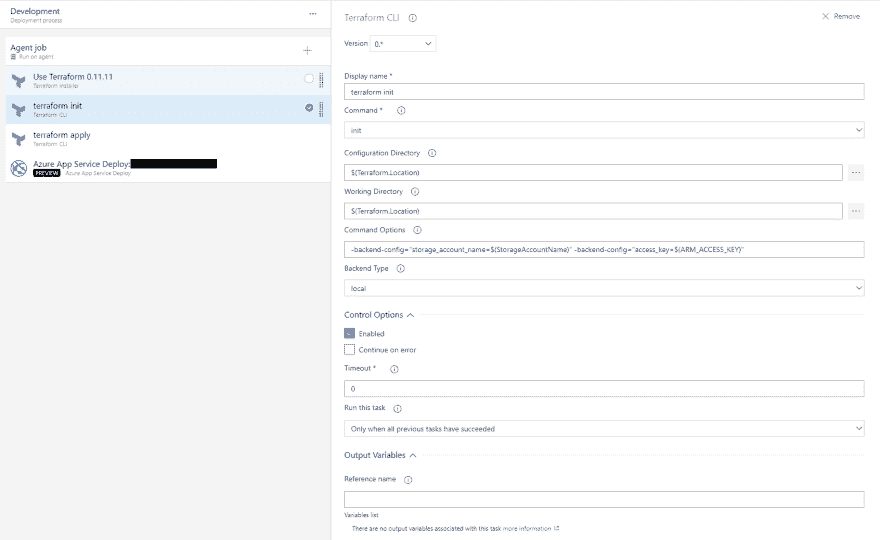 Development
Deployment process
Agent job
Run on agent
Use Terraform 0.11.11
Terraform Installer
terraform init
Terraform CLI
terraform apply
Terraform CLI
Azure App Service Deploy:
PREVIEW Azure App Service Deploy
Terraform CLI
Remove
Version 0.*
Display name *
terraform init
Command *
init
Configuration Directory
$(Terraform.Location)
Working Directory
$(Terraform.Location)
Command Options
-backend-config="storage_account_name=$(StorageAccountName)" -backend-config="access_key=$(ARM_ACCESS_KEY)"
Backend Type
local
Control Options
Enabled
Continue on error
Timeout *
0
Run this task
Only when all previous tasks have succeeded
Output Variables
Reference name
Variables list
There are no output variables associated with this task more information